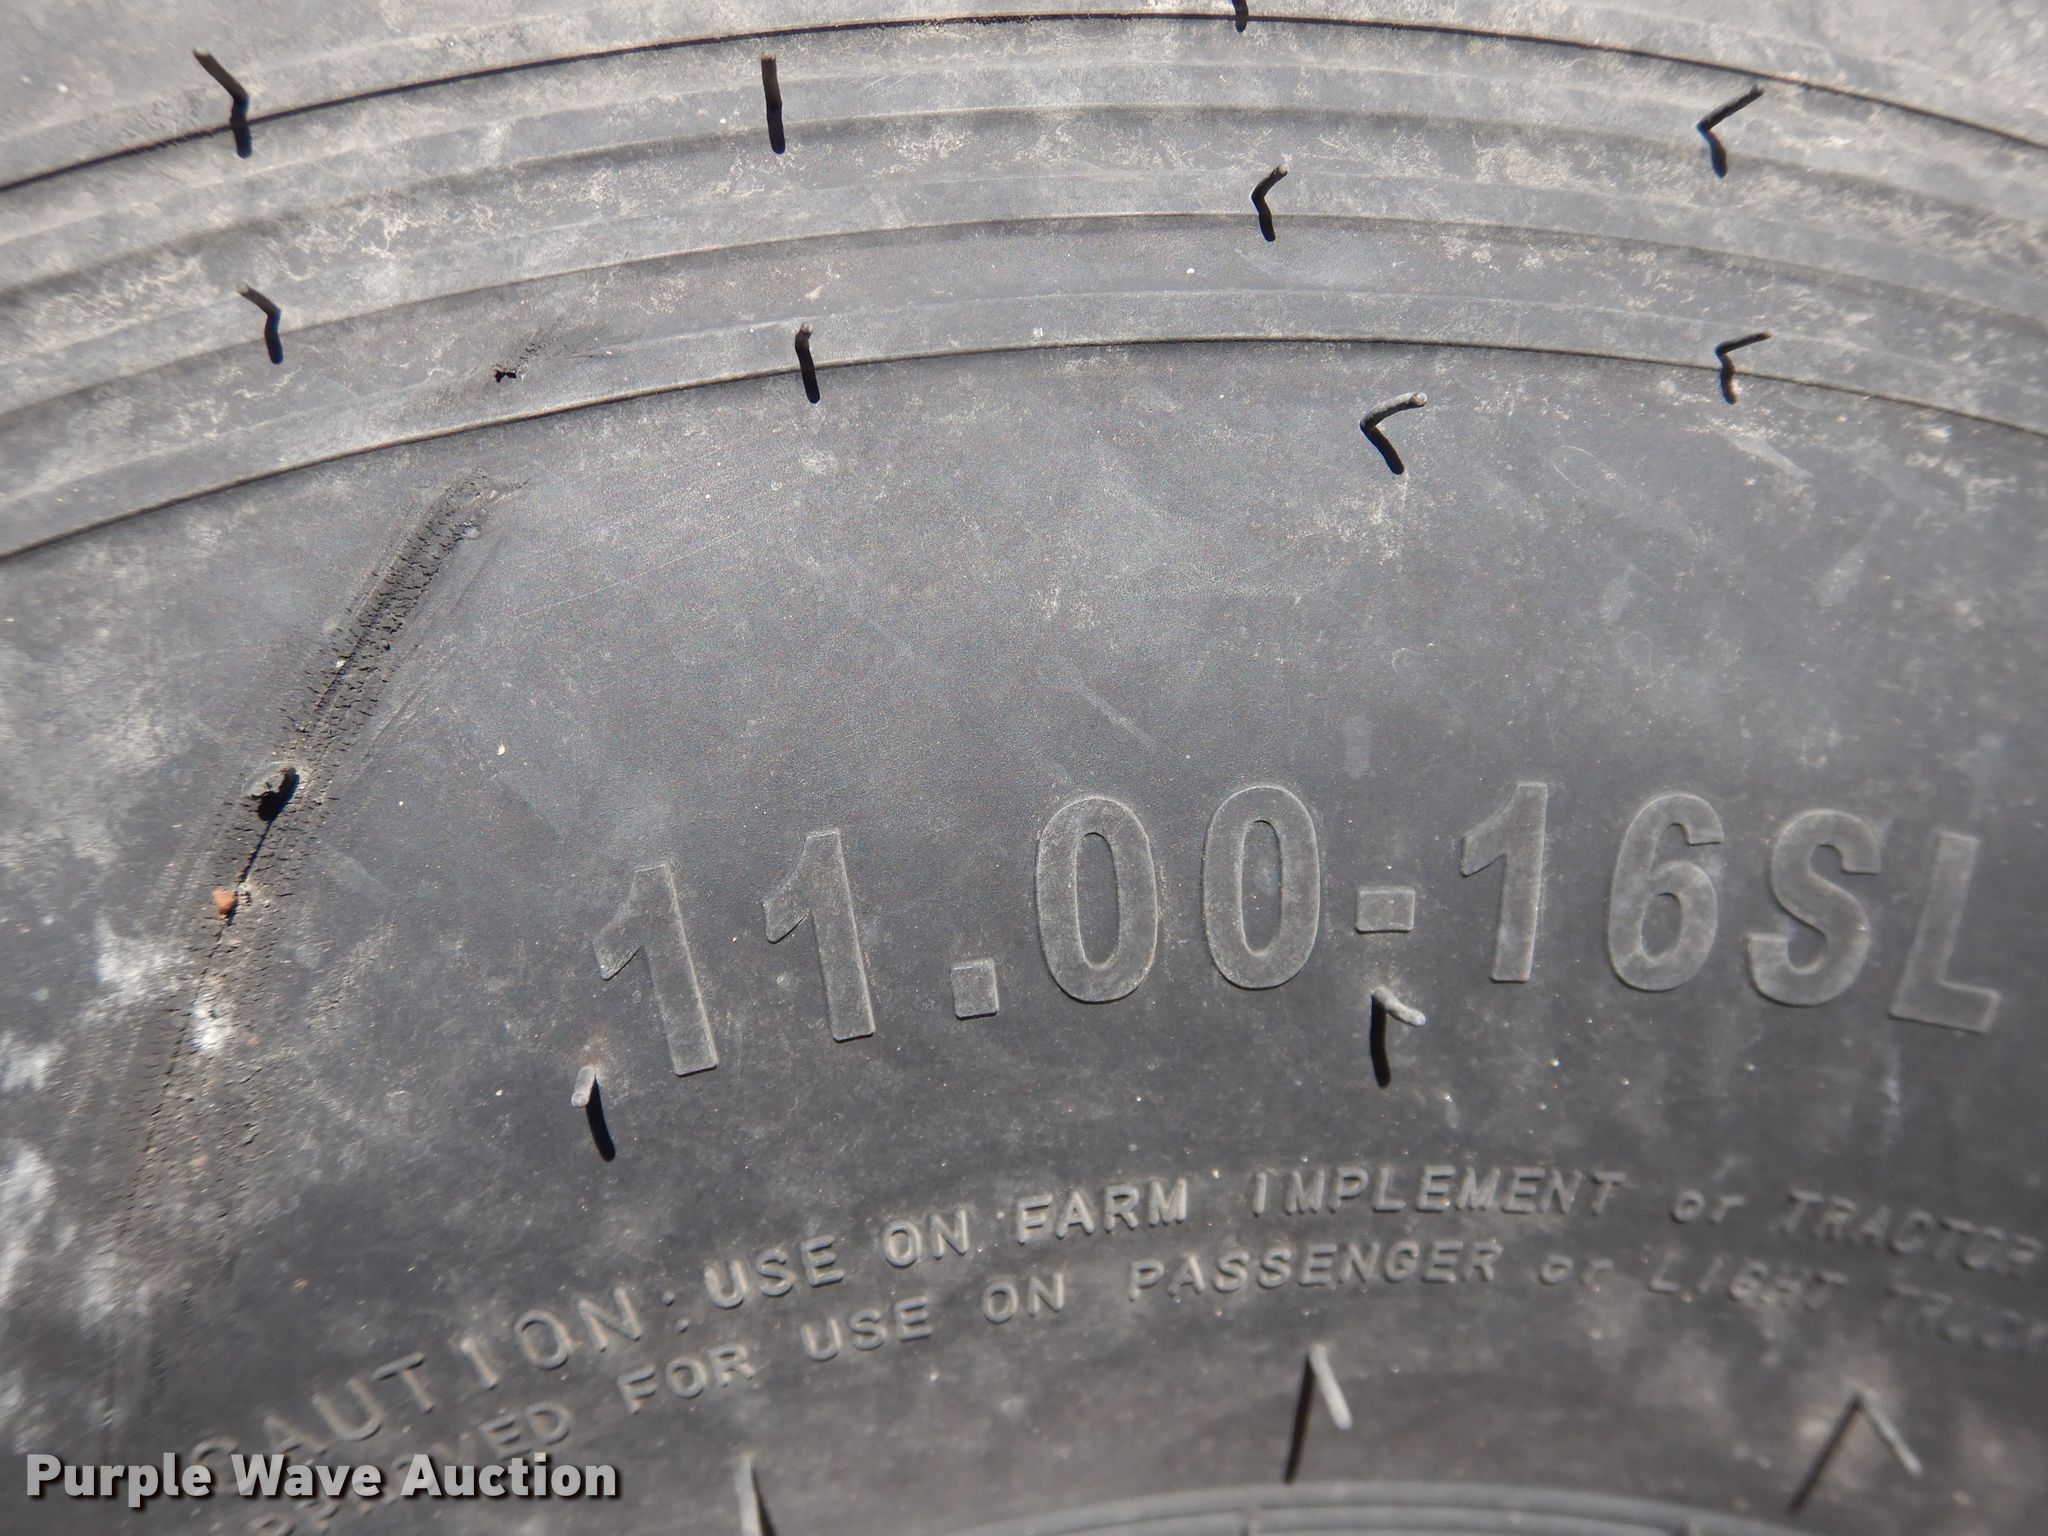 11.00-16SL
CAUTION: USE ON FARM IMPLEMENT or TRACTOR
FOR USE ON PASSENGER or LIGHT
Purple Wave Auction